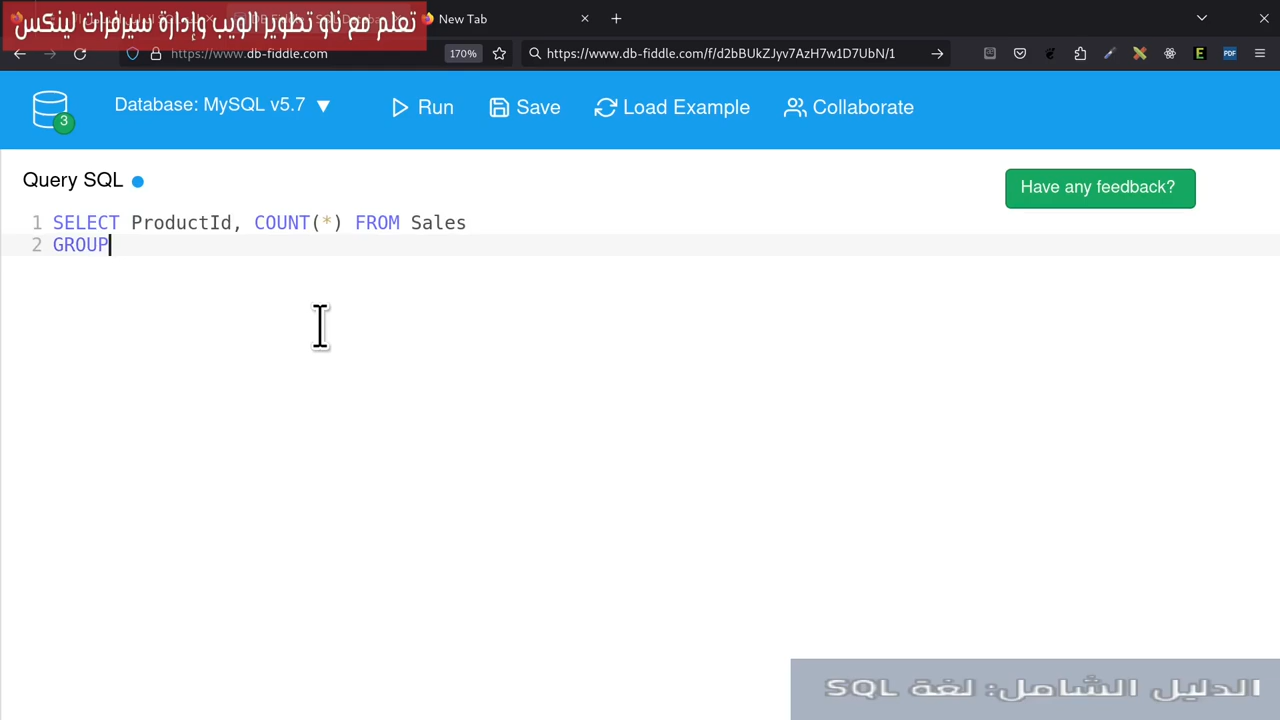 تعلم مع ناو تطوير الويب وإدارة سيرفرات لينكس
New Tab
https://www.db-fiddle.com
170%
https://www.db-fiddle.com/f/d2bBUkZJyv7AzH7w1D7UbN/1
3
Database: MySQL v5.7
Run
Save
Load Example
Collaborate
Query SQL
Have any feedback?
1 SELECT ProductId, COUNT(*) FROM Sales
2 GROUP
الدليل الشامل: لغة SQL